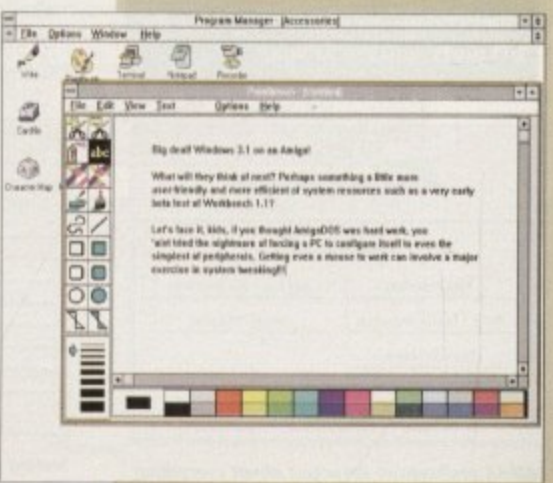 Program Manager - [Accessories]
File Options Window Help
Write
Terminal
Notepad
Recorder
Cardfile
Character Map
Paintbrush - [Untitled]
File Edit View Text Options Help
abc
Big deal! Windows 3.1 on an Amiga!
What will they think of next? Perhaps something a little more
user-friendly and more efficient of system resources such as a very early
beta test of Workbench 1.1?
Let's face it, kids, if you thought AmigaDOS was hard work, you
'aint tried the nightmare of forcing a PC to configure itself to even the
simplest of peripherals. Getting even a mouse to work can involve a major
exercise in system tweaking!!!